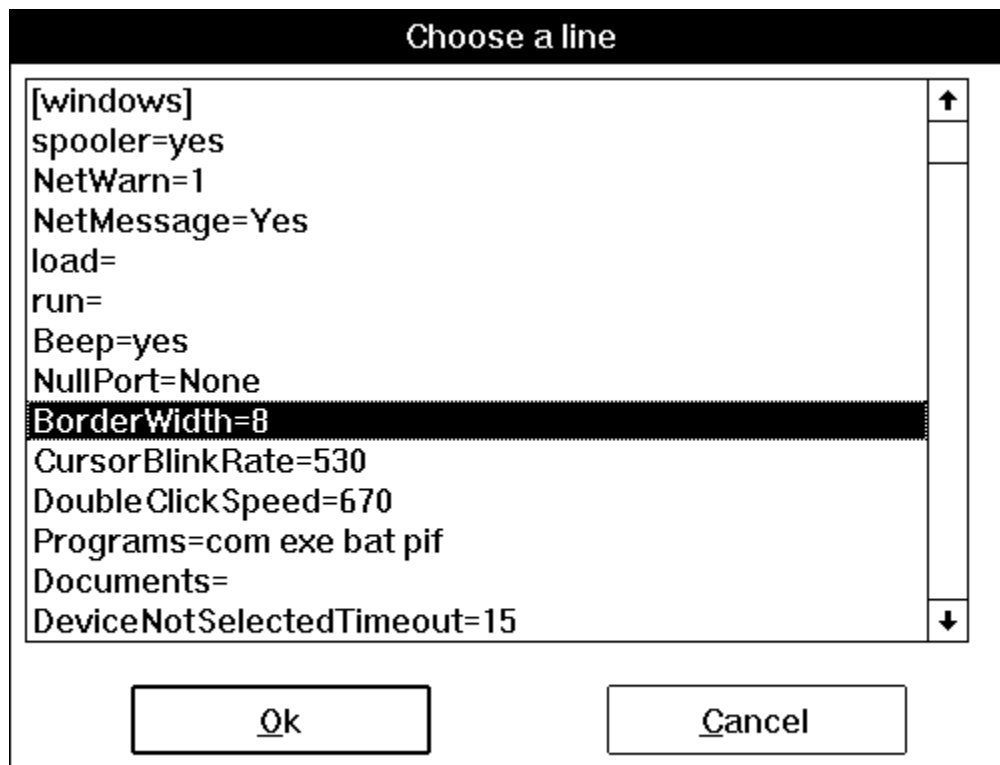 Choose a line
[windows]
spooler=yes
NetWarn=1
NetMessage=Yes
load=
run=
Beep=yes
NullPort=None
BorderWidth=8
CursorBlinkRate=530
DoubleClickSpeed=670
Programs=com exe bat pif
Documents=
DeviceNotSelectedTimeout=15
Ok
Cancel